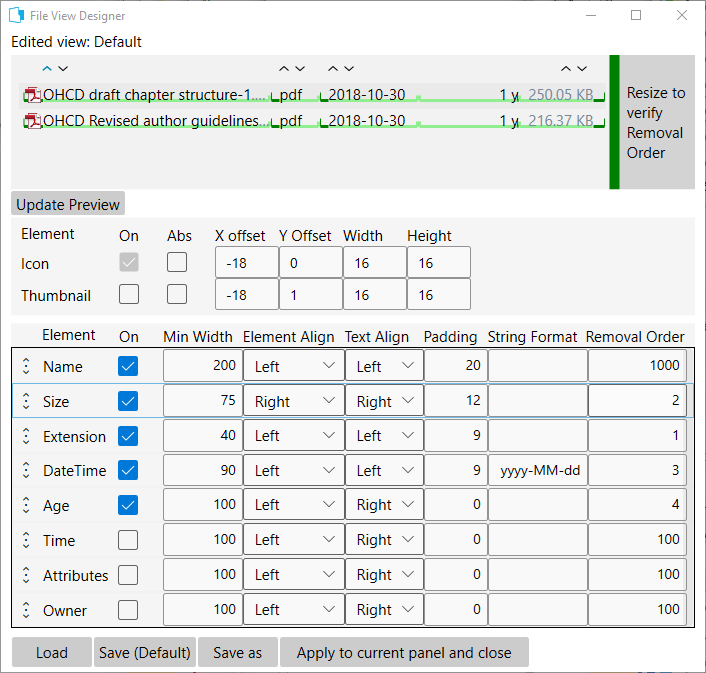 File View Designer
Edited view: Default
OHCD draft chapter structure-1.... .pdf 2018-10-30 1 y 250.05 KB
OHCD Revised author guidelines... .pdf 2018-10-30 1 y 216.37 KB
Resize to
verify
Removal
Order
Update Preview
Element On Abs X offset Y Offset Width Height
Icon -18 0 16 16
Thumbnail -18 1 16 16
Element On Min Width Element Align Text Align Padding String Format Removal Order
Name 200 Left Left 20 1000
Size 75 Right Right 12 2
Extension 40 Left Left 9 1
DateTime 90 Left Left 9 yyyy-MM-dd 3
Age 100 Left Right 0 4
Time 100 Left Right 0 100
Attributes 100 Left Right 0 100
Owner 100 Left Right 0 100
Load Save (Default) Save as Apply to current panel and close